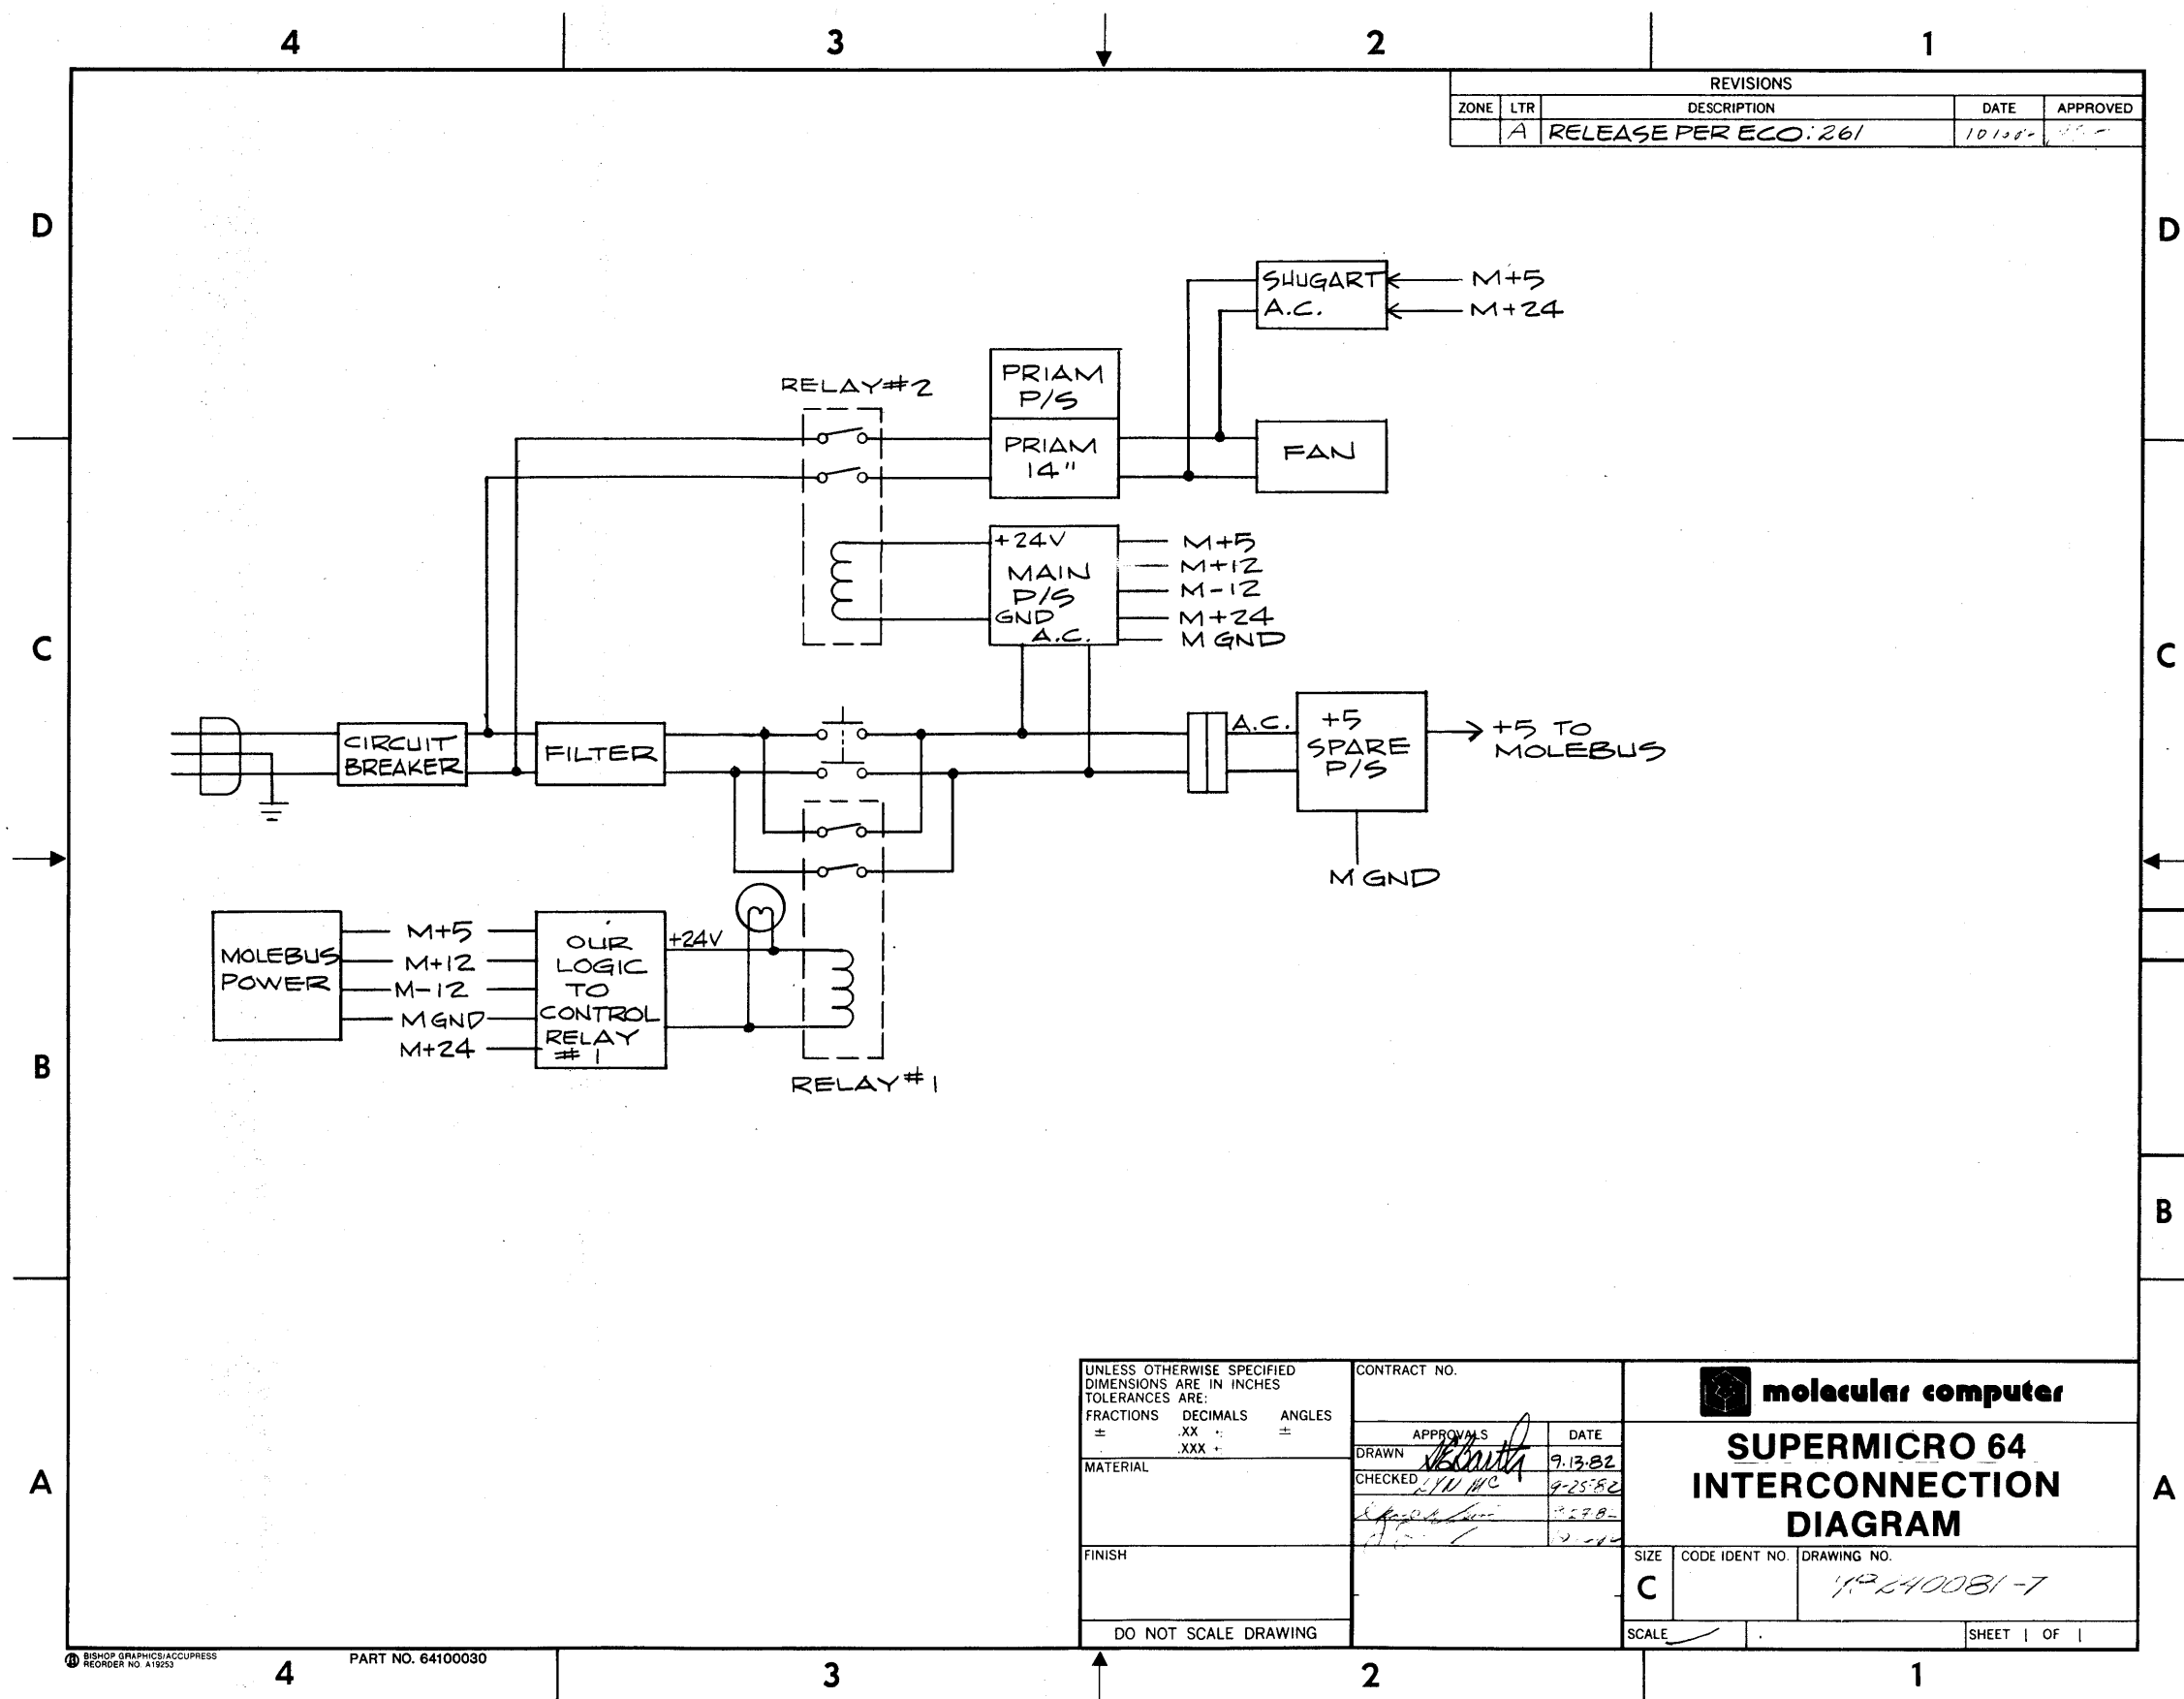 4 3 2 1
REVISIONS
ZONE LTR DESCRIPTION DATE APPROVED
A RELEASE PER ECO:261
D D
SHUGART M+5
A.C. M+24
PRIAM
P/S
RELAY#2
PRIAM
14"
FAN
+24V M+5
MAIN M+12
P/S M-12
GND M+24
A.C. M GND
C C
CIRCUIT
BREAKER
FILTER
A.C.
+5
SPARE
P/S
+5 TO
MOLEBUS
M GND
MOLEBUS
POWER
M+5
M+12
M-12
M GND
M+24
OUR
LOGIC
TO
CONTROL
RELAY
# 1
+24V
RELAY#1
B
B
UNLESS OTHERWISE SPECIFIED
DIMENSIONS ARE IN INCHES
TOLERANCES ARE:
FRACTIONS DECIMALS ANGLES
± .XX ±
.XXX
MATERIAL
FINISH
DO NOT SCALE DRAWING
CONTRACT NO.
APPROVALS DATE
DRAWN 9.13.82
CHECKED LYN MC 9-25-82
molecular computer
SUPERMICRO 64
INTERCONNECTION
DIAGRAM
SIZE CODE IDENT NO. DRAWING NO.
C
SCALE SHEET 1 OF 1
A A
BISHOP GRAPHICS/ACCUPRESS
REORDER NO. A19253
PART NO. 64100030
4 3 2 1